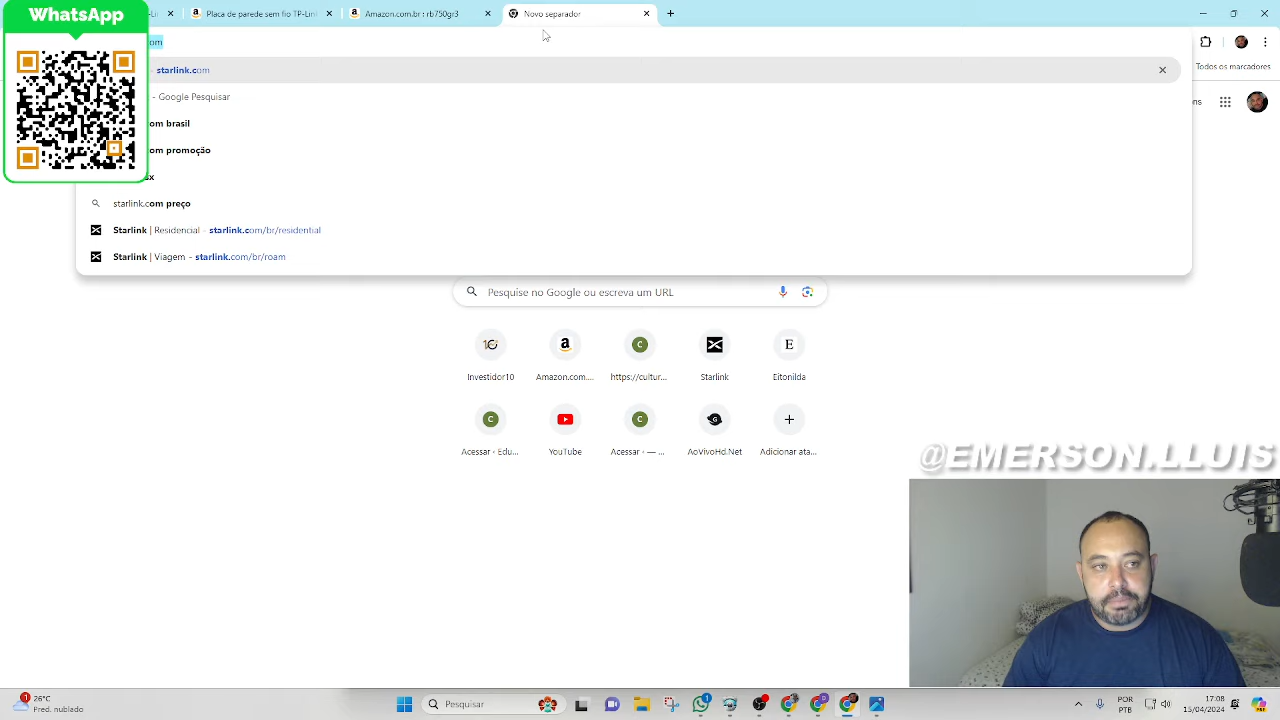 WhatsApp
Placa de parede sem fio TP-Lin
Amazon.com.br : rb750gr3
Novo separador
om
- starlink.com
Todos os marcadores
- Google Pesquisar
om brasil
om promoção
starlink.com preço
Starlink | Residencial - starlink.com/br/residential
Starlink | Viagem - starlink.com/br/roam
Pesquise no Google ou escreva um URL
Investidor10
Amazon.com....
https://cultur...
Starlink
Eitonilda
Acessar ‹ Edu...
YouTube
Acessar ‹ — ...
AoVivoHd.Net
Adicionar ata...
@EMERSON.LLUIS
26°C
Pred. nublado
Pesquisar
POR
PTB
17:08
15/04/2024